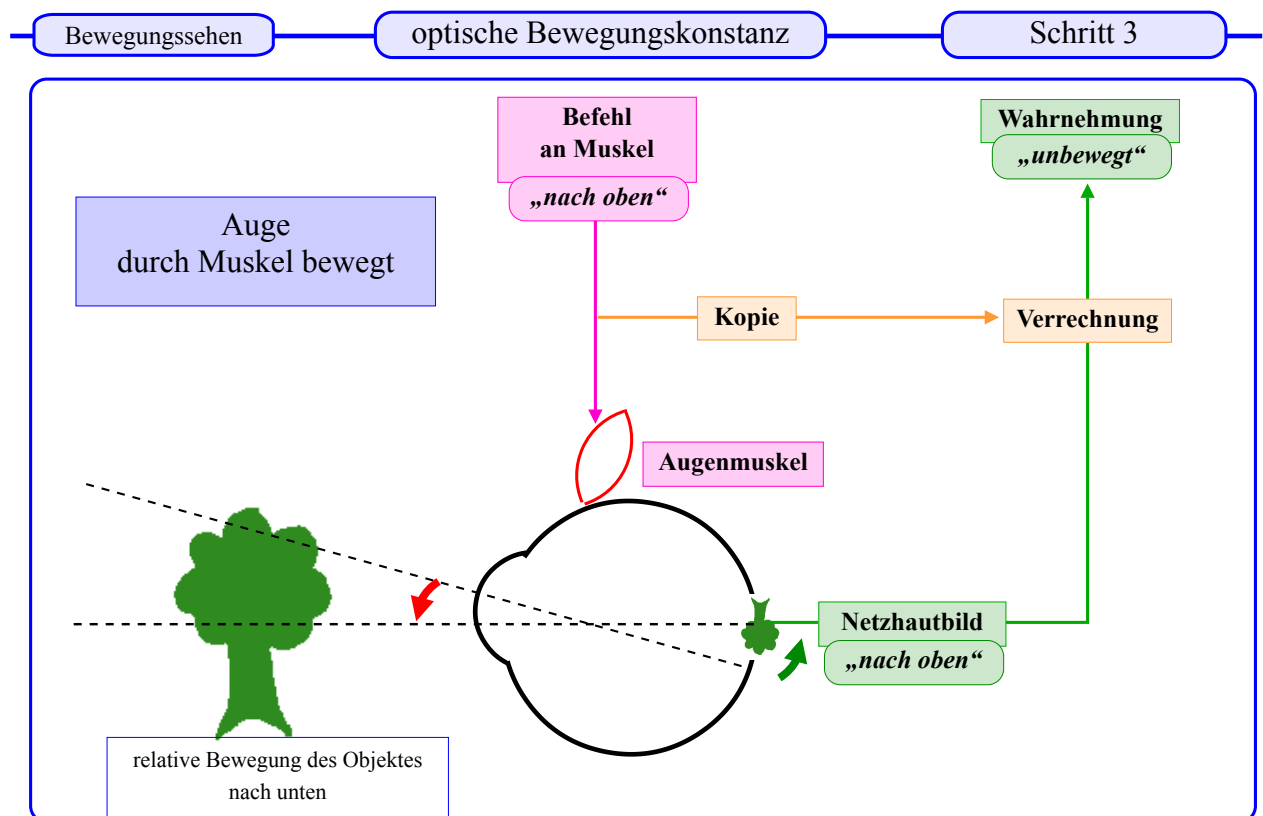 Bewegungssehen
optische Bewegungskonstanz
Schritt 3
Befehl
an Muskel
„nach oben“
Wahrnehmung
„unbewegt“
Auge
durch Muskel bewegt
Kopie
Verrechnung
Augenmuskel
Netzhautbild
„nach oben“
relative Bewegung des Objektes
nach unten